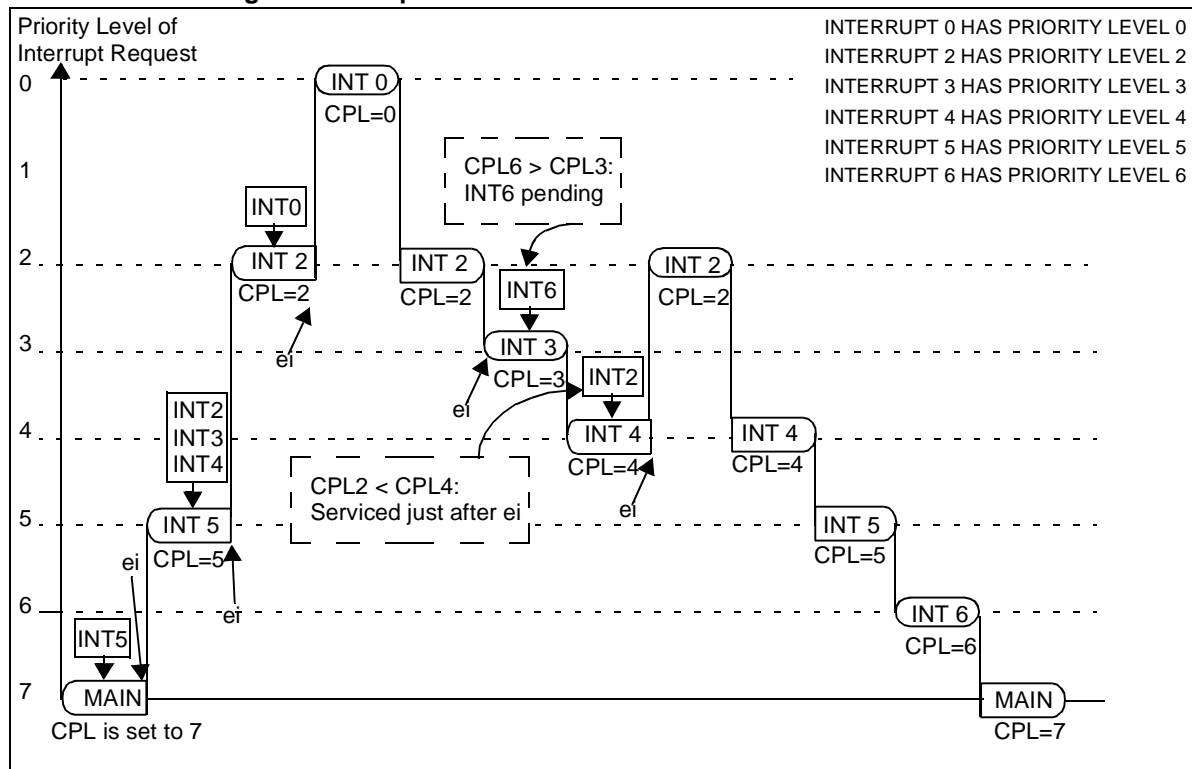 Priority Level of
Interrupt Request
INTERRUPT 0 HAS PRIORITY LEVEL 0
INTERRUPT 2 HAS PRIORITY LEVEL 2
INTERRUPT 3 HAS PRIORITY LEVEL 3
INTERRUPT 4 HAS PRIORITY LEVEL 4
INTERRUPT 5 HAS PRIORITY LEVEL 5
INTERRUPT 6 HAS PRIORITY LEVEL 6
0
INT 0
CPL=0
1
CPL6 > CPL3:
INT6 pending
INT0
2
INT 2
CPL=2
ei
INT 2
CPL=2
INT6
INT 2
CPL=2
3
INT 3
CPL=3
ei
INT2
INT2
INT3
INT4
4
INT 4
CPL=4
ei
INT 4
CPL=4
CPL2 < CPL4:
Serviced just after ei
5
INT 5
CPL=5
ei
ei
INT 5
CPL=5
6
INT5
INT 6
CPL=6
7
MAIN
CPL is set to 7
MAIN
CPL=7